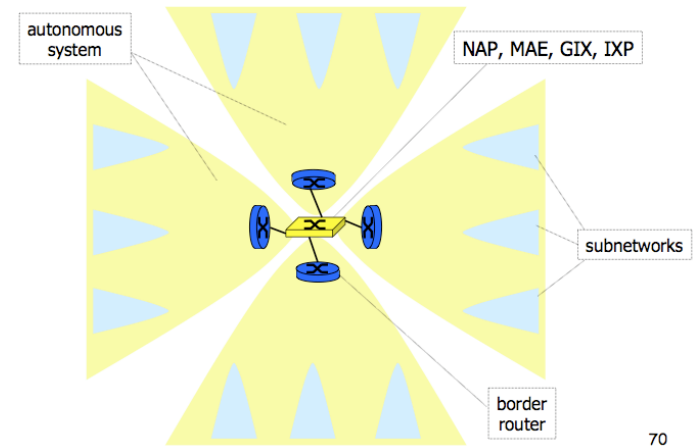 autonomous
system
NAP, MAE, GIX, IXP
subnetworks
border
router
70